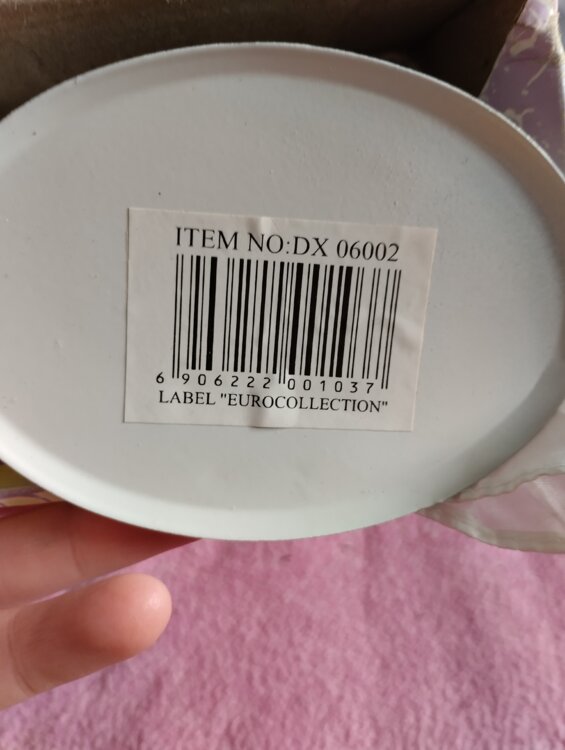 ITEM NO:DX 06002
6 906222 001037
LABEL "EUROCOLLECTION"